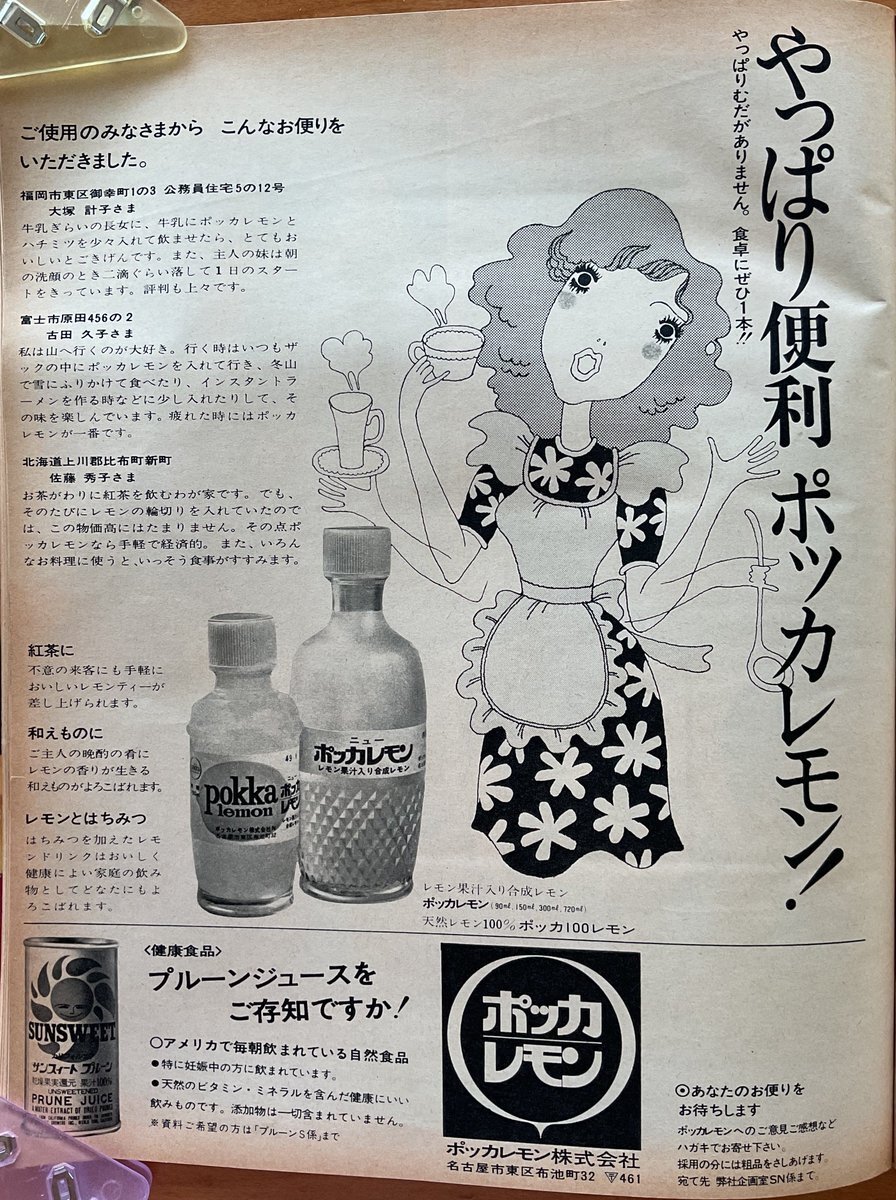 やっぱり便利 ポッカレモン!
やっぱりむだがありません。食卓にぜひ1本!!
ご使用のみなさまから こんなお便りを
いただきました。
福岡市東区御幸町1の3 公務員住宅5の12号
大塚 計子さま
牛乳ぎらいの長女に、牛乳にポッカレモンと
ハチミツを少々入れて飲ませたら、とてもお
いしいとごきげんです。また、主人の妹は朝
の洗顔のとき二滴ぐらい落して1日のスター
トをきっています。評判も上々です。
富士市原田456の2
古田 久子さま
私は山へ行くのが大好き。行く時はいつもザ
ックの中にポッカレモンを入れて行き、冬山
で雪にふりかけて食べたり、インスタントラ
ーメンを作る時などに少し入れたりして、そ
の味を楽しんでいます。疲れた時にはポッカ
レモンが一番です。
北海道上川郡比布町新町
佐藤 秀子さま
お茶がわりに紅茶を飲むわが家です。でも、
そのたびにレモンの輪切りを入れていたので
は、この物価高にはたまりません。その点ポ
ッカレモンなら手軽で経済的。また、いろん
なお料理に使うと、いっそう食事がすすみます。
紅茶に
不意の来客にも手軽に
おいしいレモンティーが
差し上げられます。
和えものに
ご主人の晩酌の肴に
レモンの香りが生きる
和えものがよろこばれます。
レモンとはちみつ
はちみつを加えたレモ
ンドリンクはおいしく
健康によい家庭の飲み
物としてどなたにもよ
ろこばれます。
pokka
lemon
ポッカレモン株式会社
名古屋市東区布池町32
ニュー
ポッカレモン
レモン果汁入り合成レモン
レモン果汁入り合成レモン
ポッカレモン(90ml, 150ml, 300ml, 720ml)
天然レモン100% ポッカ100レモン
SUNSWEET
サンスィート プルーン
乾燥果実還元 果汁100%
UNSWEETENED
PRUNE JUICE
A WATER EXTRACT OF DRIED PRUNES
〈健康食品〉
プルーンジュースを
ご存知ですか!
○アメリカで毎朝飲まれている自然食品
●特に妊娠中の方に飲まれています。
●天然のビタミン・ミネラルを含んだ健康にいい
飲みものです。添加物は一切含まれていません。
※資料ご希望の方は「プルーンS係」まで
ポッカ
レモン
ポッカレモン株式会社
名古屋市東区布池町32 〒461
◎あなたのお便りを
お待ちします
ポッカレモンへのご意見ご感想など
ハガキでお寄せ下さい。
採用の分には粗品をさしあげます。
宛て先 弊社企画室SN係まで。